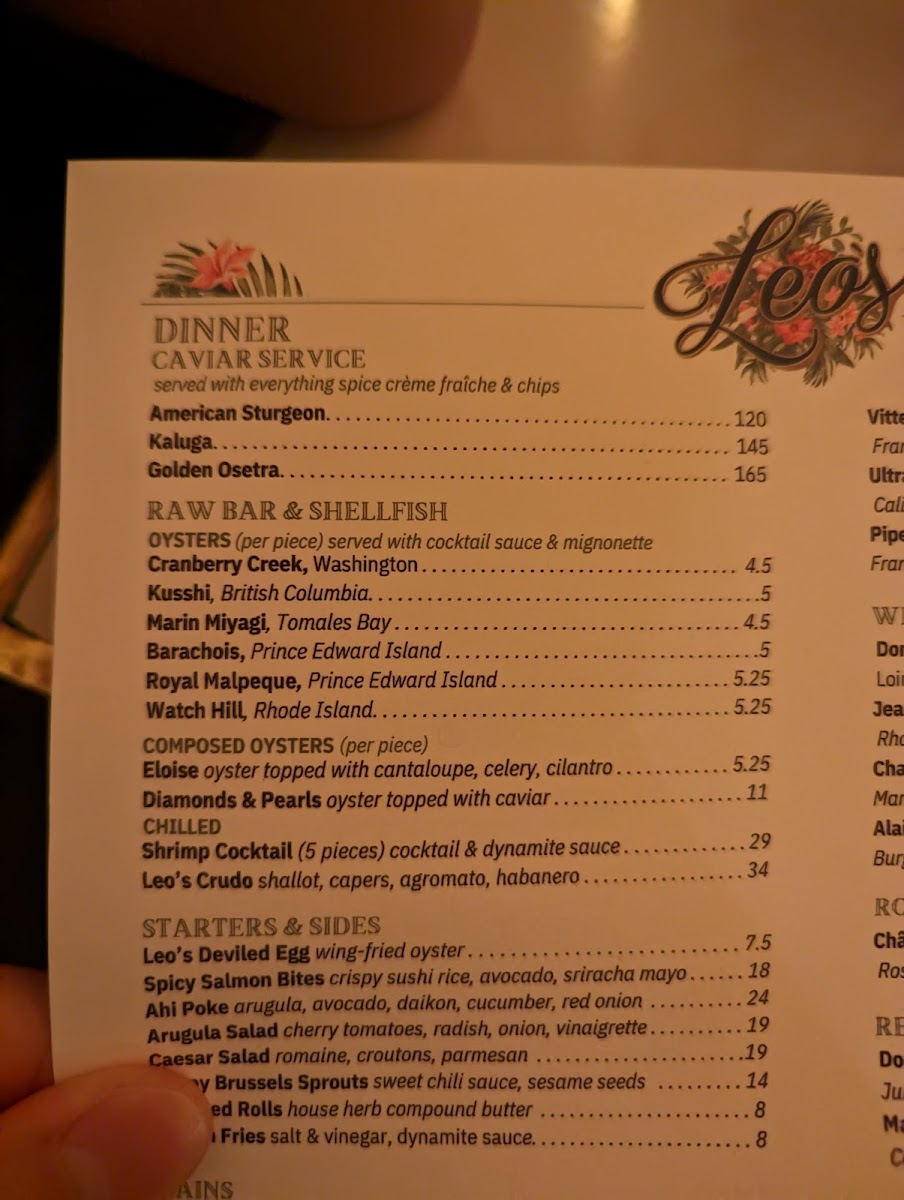 Leo's
DINNER
CAVIAR SERVICE
served with everything spice crème fraîche & chips
American Sturgeon. 120
Kaluga. 145
Golden Osetra. 165
RAW BAR & SHELLFISH
OYSTERS (per piece) served with cocktail sauce & mignonette
Cranberry Creek, Washington 4.5
Kusshi, British Columbia. 5
Marin Miyagi, Tomales Bay 4.5
Barachois, Prince Edward Island 5
Royal Malpeque, Prince Edward Island 5.25
Watch Hill, Rhode Island. 5.25
COMPOSED OYSTERS (per piece)
Eloise oyster topped with cantaloupe, celery, cilantro 5.25
Diamonds & Pearls oyster topped with caviar 11
CHILLED
Shrimp Cocktail (5 pieces) cocktail & dynamite sauce 29
Leo's Crudo shallot, capers, agromato, habanero 34
STARTERS & SIDES
Leo's Deviled Egg wing-fried oyster 7.5
Spicy Salmon Bites crispy sushi rice, avocado, sriracha mayo 18
Ahi Poke arugula, avocado, daikon, cucumber, red onion 24
Arugula Salad cherry tomatoes, radish, onion, vinaigrette 19
Caesar Salad romaine, croutons, parmesan 19
Brussels Sprouts sweet chili sauce, sesame seeds 14
Rolls house herb compound butter 8
Fries salt & vinegar, dynamite sauce. 8